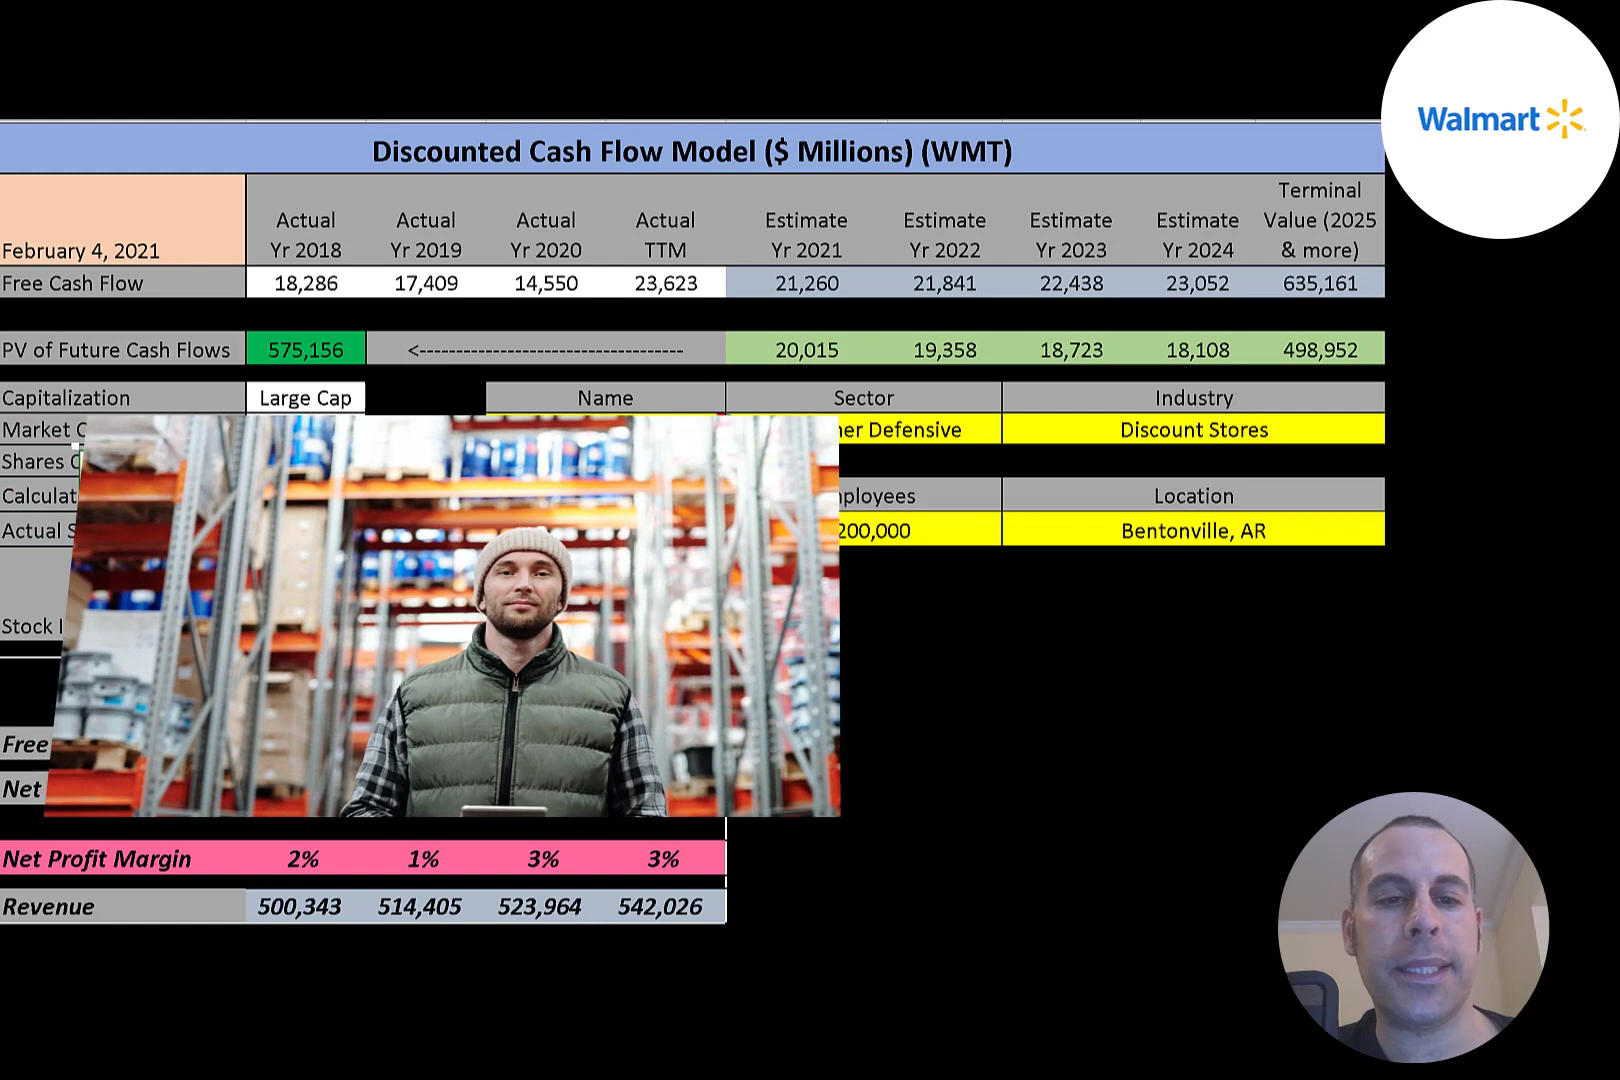 Walmart
Discounted Cash Flow Model ($ Millions) (WMT)
February 4, 2021 Actual Yr 2018 Actual Yr 2019 Actual Yr 2020 Actual TTM Estimate Yr 2021 Estimate Yr 2022 Estimate Yr 2023 Estimate Yr 2024 Terminal Value (2025 & more)
Free Cash Flow 18,286 17,409 14,550 23,623 21,260 21,841 22,438 23,052 635,161
PV of Future Cash Flows 575,156 <--------------------------------- 20,015 19,358 18,723 18,108 498,952
Capitalization Large Cap Name Sector Industry
Market Defensive Discount Stores
Shares
Location
Actual 200,000 Bentonville, AR
Stock
Free
Net
Net Profit Margin 2% 1% 3% 3%
Revenue 500,343 514,405 523,964 542,026